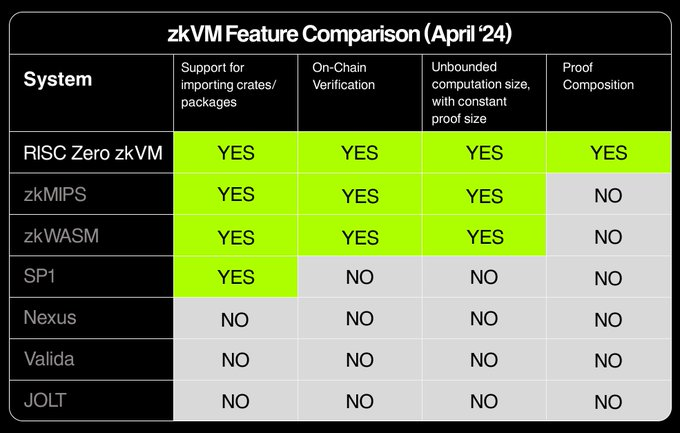 zkVM Feature Comparison (April ‘24)
System
Support for
importing crates/
packages
On-Chain
Verification
Unbounded
computation size,
with constant
proof size
Proof
Composition
RISC Zero zkVM YES YES YES YES
zkMIPS YES YES YES NO
zkWASM YES YES YES NO
SP1 YES NO NO NO
Nexus NO NO NO NO
Valida NO NO NO NO
JOLT NO NO NO NO